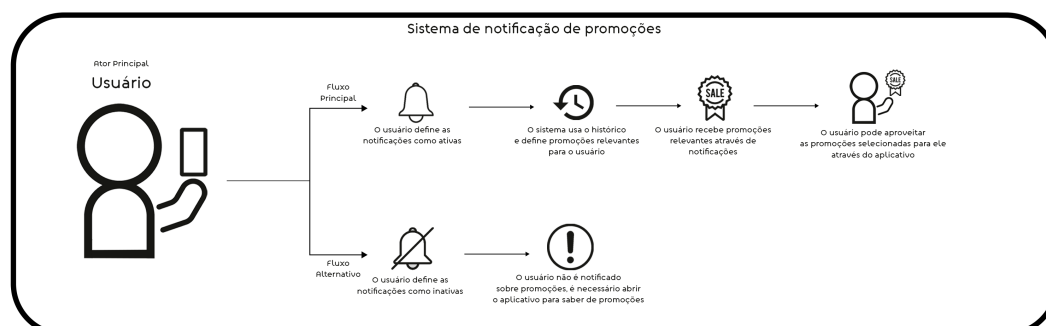 Sistema de notificação de promoções
Ator Principal
Usuário
Fluxo
Principal
O usuário define as
notificações como ativas
O sistema usa o histórico
e define promoções relevantes
para o usuário
SALE
O usuário recebe promoções
relevantes através de
notificações
SALE
O usuário pode aproveitar
as promoções selecionadas para ele
através do aplicativo
Fluxo
Alternativo
O usuário define as
notificações como inativas
O usuário não é notificado
sobre promoções, é necessário abrir
o aplicativo para saber de promoções